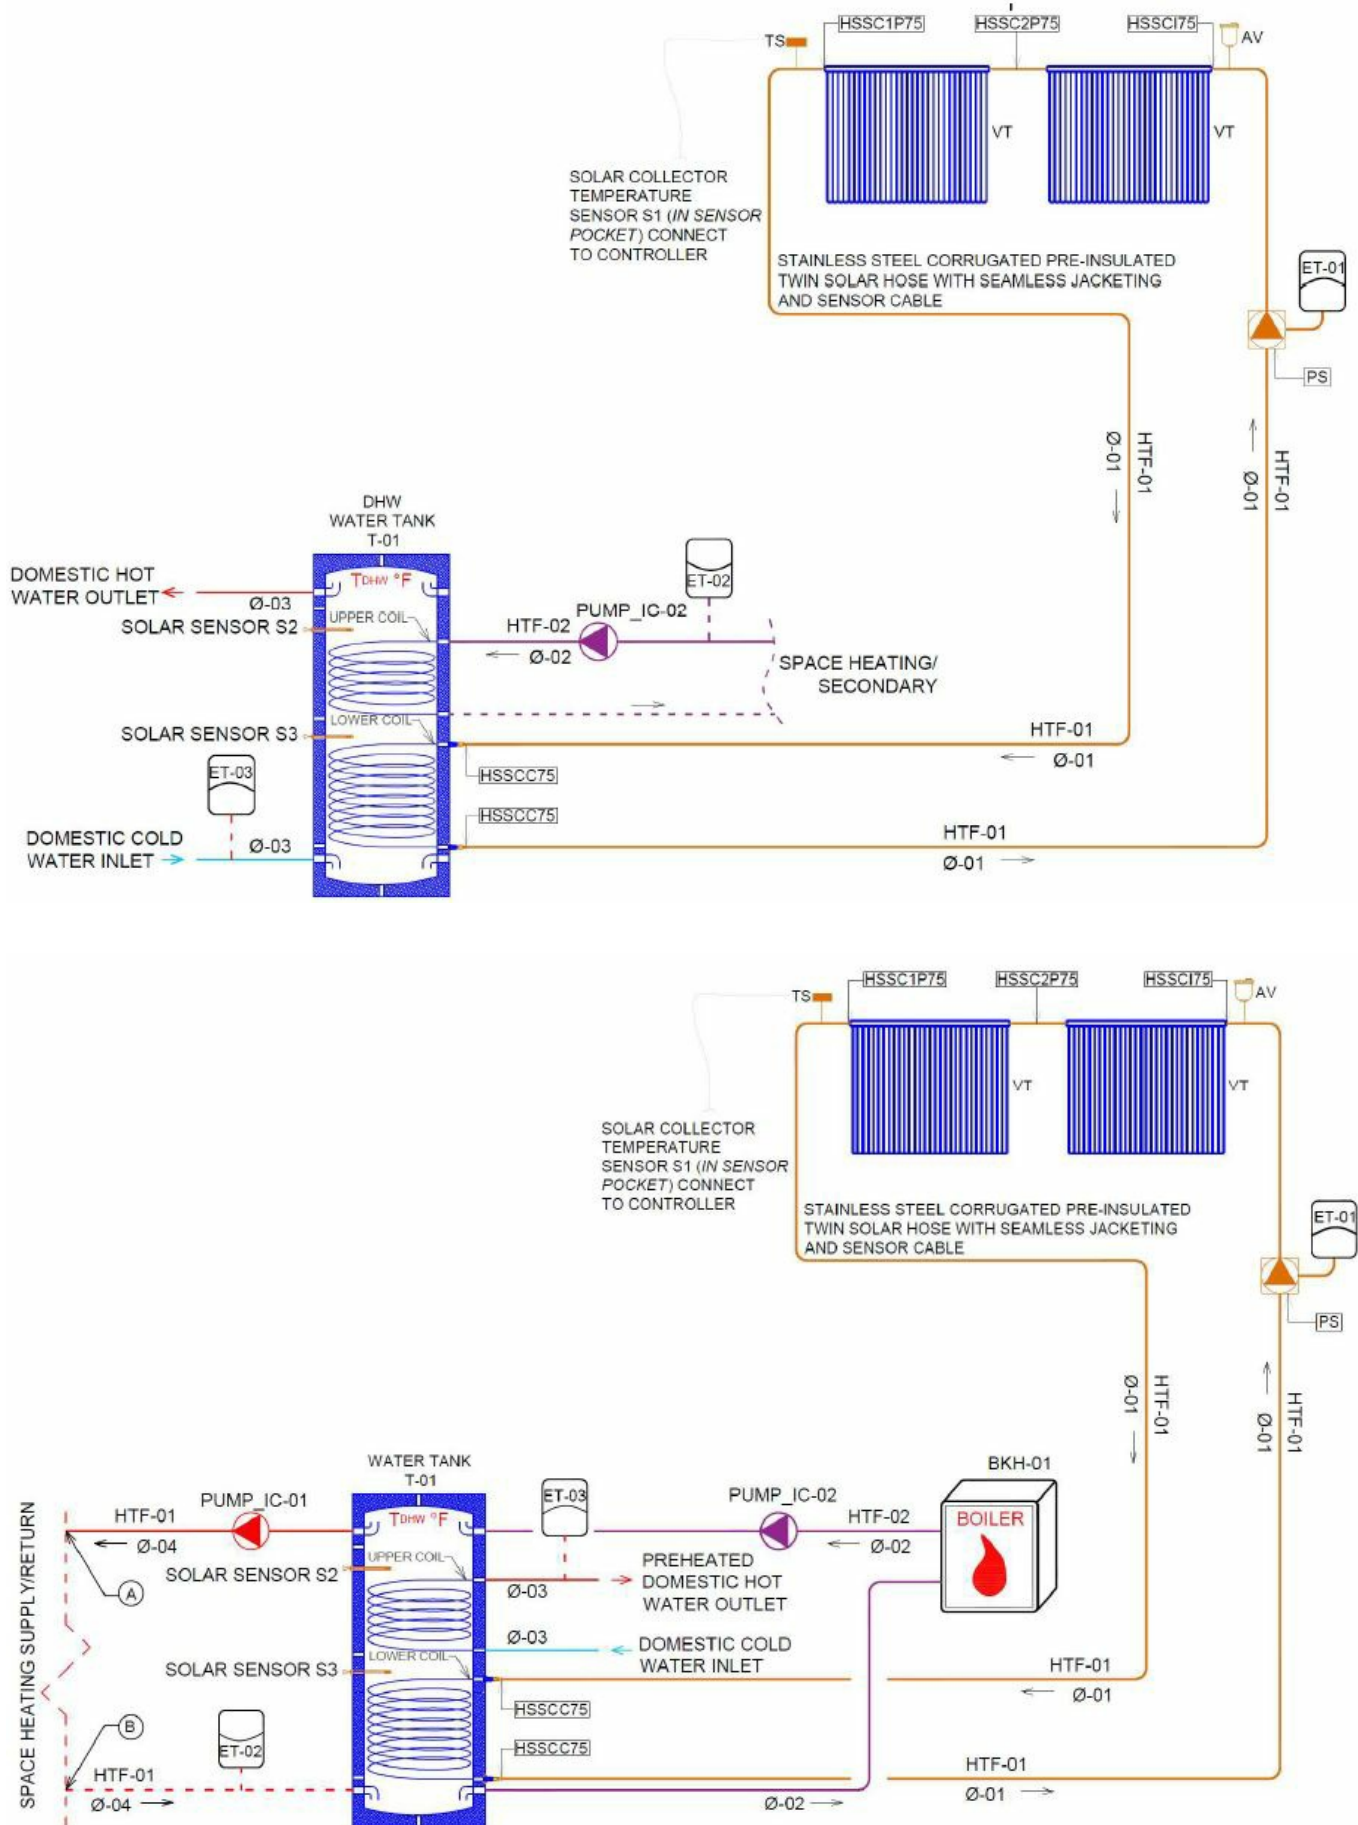 HSSC1P75
HSSC2P75
HSSCI75
TS
AV
VT
VT
SOLAR COLLECTOR
TEMPERATURE
SENSOR S1 (IN SENSOR
POCKET) CONNECT
TO CONTROLLER
STAINLESS STEEL CORRUGATED PRE-INSULATED
TWIN SOLAR HOSE WITH SEAMLESS JACKETING
AND SENSOR CABLE
ET-01
PS
HTF-01
Ø-01
HTF-01
Ø-01
DHW
WATER TANK
T-01
DOMESTIC HOT
WATER OUTLET
Ø-03
TDHW °F
SOLAR SENSOR S2
UPPER COIL
HTF-02
Ø-02
PUMP_IC-02
ET-02
SPACE HEATING/
SECONDARY
LOWER COIL
SOLAR SENSOR S3
HTF-01
Ø-01
ET-03
HSSCC75
HSSCC75
DOMESTIC COLD
WATER INLET
Ø-03
HTF-01
Ø-01
HSSC1P75
HSSC2P75
HSSCI75
TS
AV
VT
VT
SOLAR COLLECTOR
TEMPERATURE
SENSOR S1 (IN SENSOR
POCKET) CONNECT
TO CONTROLLER
STAINLESS STEEL CORRUGATED PRE-INSULATED
TWIN SOLAR HOSE WITH SEAMLESS JACKETING
AND SENSOR CABLE
ET-01
PS
HTF-01
Ø-01
HTF-01
Ø-01
WATER TANK
T-01
SPACE HEATING SUPPLY/RETURN
HTF-01
Ø-04
PUMP_IC-01
TDHW °F
ET-03
PUMP_IC-02
HTF-02
Ø-02
BKH-01
BOILER
A
SOLAR SENSOR S2
UPPER COIL
Ø-03
PREHEATED
DOMESTIC HOT
WATER OUTLET
Ø-03
DOMESTIC COLD
WATER INLET
LOWER COIL
SOLAR SENSOR S3
HTF-01
Ø-01
HSSCC75
HSSCC75
B
ET-02
HTF-01
Ø-04
Ø-02
HTF-01
Ø-01